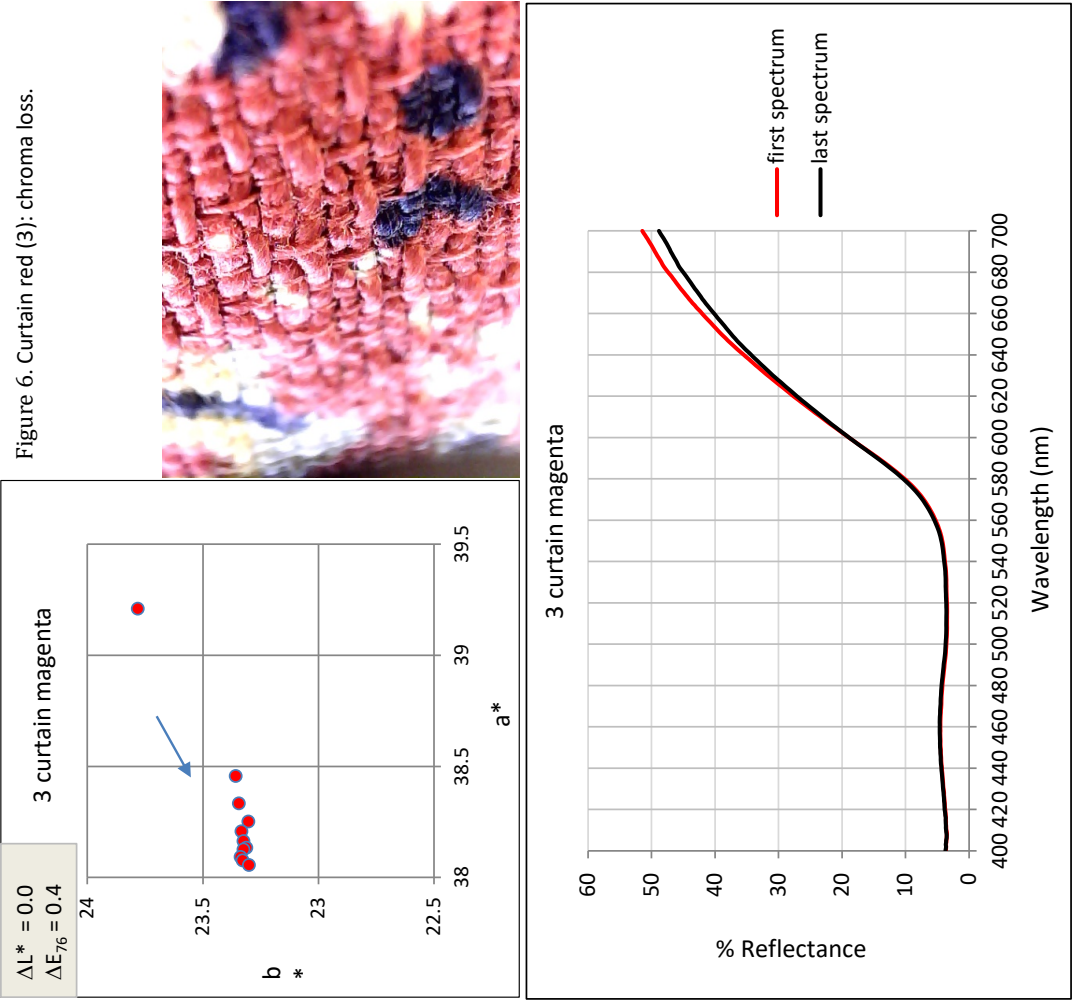 Figure 6. Curtain red (3): chroma loss.
ΔL* = 0.0
ΔE76 = 0.4
3 curtain magenta
24
23.5
23
22.5
38
38.5
39
39.5
b
*
a*
3 curtain magenta
60
50
40
30
20
10
0
400 420 440 460 480 500 520 540 560 580 600 620 640 660 680 700
% Reflectance
Wavelength (nm)
first spectrum
last spectrum